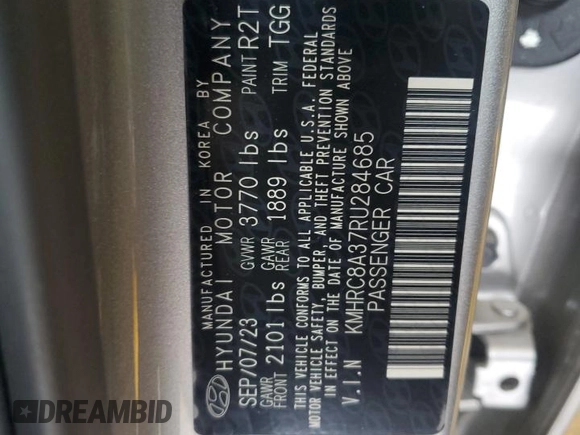 MANUFACTURED IN KOREA BY
HYUNDAI MOTOR COMPANY
SEP/07/23 GVWR 3770 lbs PAINT R2T
GAWR FRONT 2101 lbs GAWR REAR 1889 lbs TRIM TGG
THIS VEHICLE CONFORMS TO ALL APPLICABLE U.S.A. FEDERAL
MOTOR VEHICLE SAFETY, BUMPER, AND THEFT PREVENTION STANDARDS
IN EFFECT ON THE DATE OF MANUFACTURE SHOWN ABOVE
V.I.N KMHRC8A37RU284685
PASSENGER CAR
DREAMBID